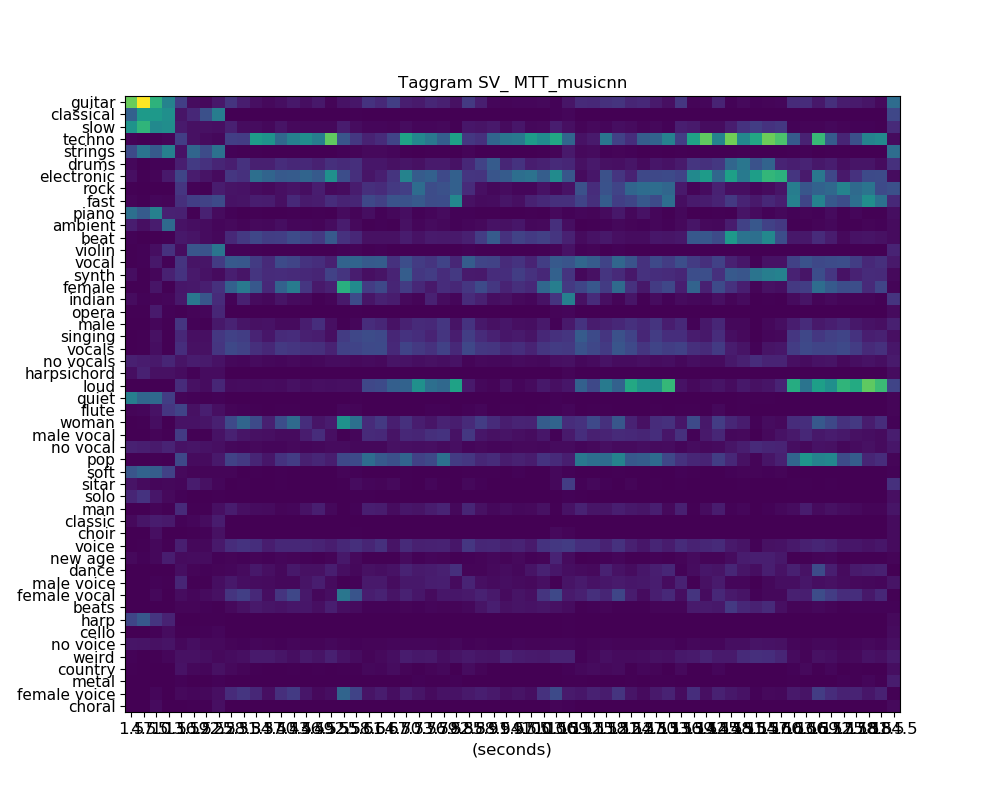 Taggram SV_ MTT_musicnn
guitar
classical
slow
techno
strings
drums
electronic
rock
fast
piano
ambient
beat
violin
vocal
synth
female
indian
opera
male
singing
vocals
no vocals
harpsichord
loud
quiet
flute
woman
male vocal
no vocal
pop
soft
sitar
solo
man
classic
choir
voice
new age
dance
male voice
female vocal
beats
harp
cello
no voice
weird
country
metal
female voice
choral
(seconds)